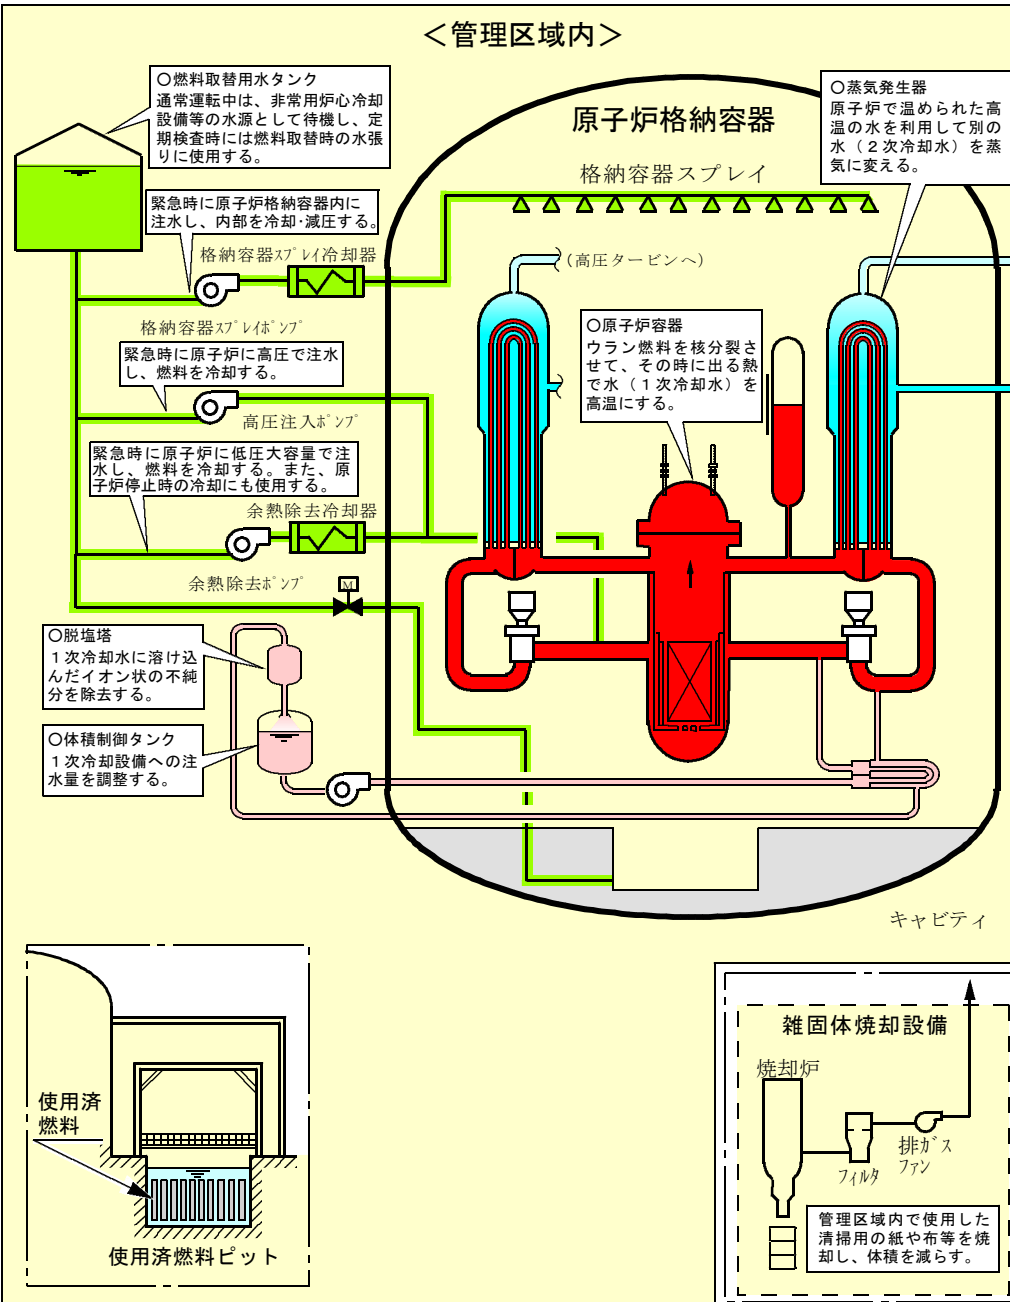 ＜管理区域内＞
○燃料取替用水タンク
通常運転中は、非常用炉心冷却
設備等の水源として待機し、定
期検査時には燃料取替時の水張
りに使用する。
原子炉格納容器
○蒸気発生器
原子炉で温められた高
温の水を利用して別の
水（２次冷却水）を蒸
気に変える。
格納容器スプレイ
緊急時に原子炉格納容器内に
注水し、内部を冷却･減圧する。
格納容器ｽﾌﾟﾚｲ冷却器
（高圧タービンへ）
格納容器ｽﾌﾟﾚｲﾎﾟﾝﾌﾟ
○原子炉容器
ウラン燃料を核分裂さ
せて、その時に出る熱
で水（１次冷却水）を
高温にする。
緊急時に原子炉に高圧で注水
し、燃料を冷却する。
高圧注入ﾎﾟﾝﾌﾟ
緊急時に原子炉に低圧大容量で注
水し、燃料を冷却する。また、原
子炉停止時の冷却にも使用する。
余熱除去冷却器
余熱除去ﾎﾟﾝﾌﾟ
M
○脱塩塔
１次冷却水に溶け込
んだイオン状の不純
分を除去する。
○体積制御タンク
１次冷却設備への注
水量を調整する。
キャビティ
使用済
燃料
使用済燃料ピット
雑固体焼却設備
焼却炉
フィルタ
排ｶﾞｽ
ファン
管理区域内で使用した
清掃用の紙や布等を焼
却し、体積を減らす。